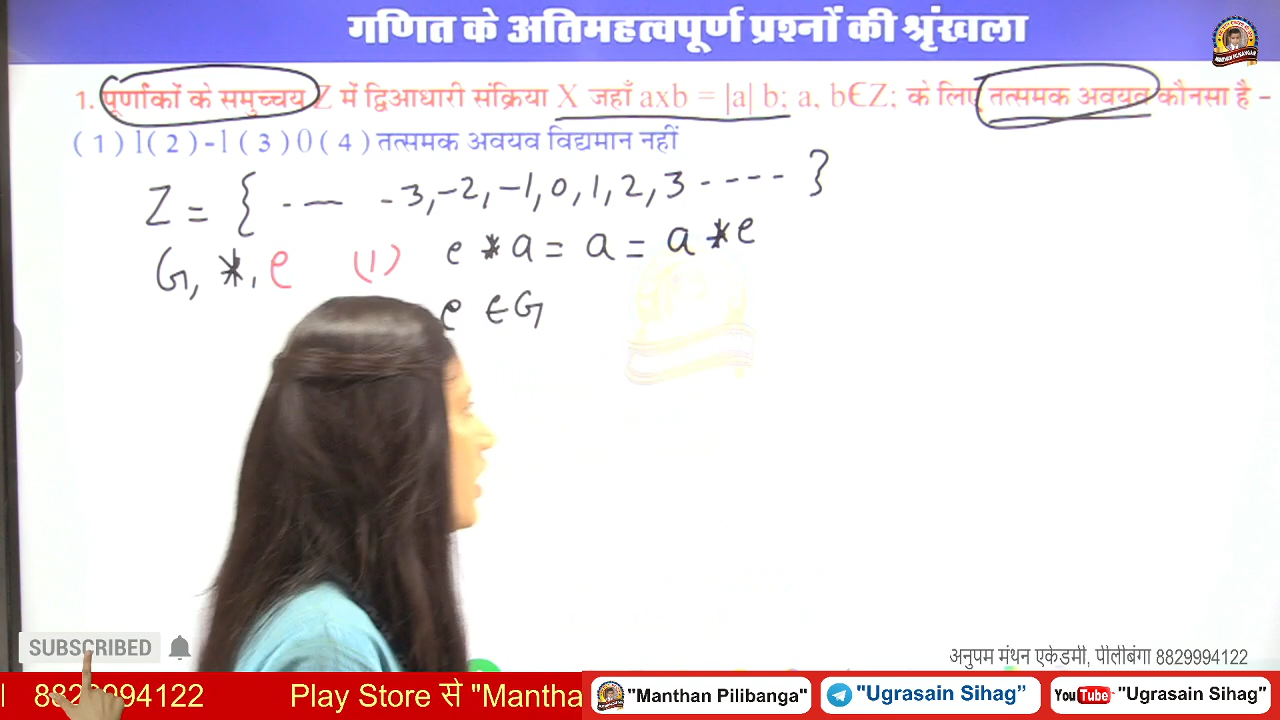 गणित के अतिमहत्वपूर्ण प्रश्नों की श्रृंखला
1. पूर्णांकों के समुच्चय Z में द्विआधारी संक्रिया X जहाँ axb = |a| b; a, b∈Z; के लिए तत्समक अवयव कौनसा है -
( 1 ) 1( 2 ) -1 ( 3 ) 0 ( 4 ) तत्समक अवयव विद्यमान नहीं
Z = { ----- -3, -2, -1, 0, 1, 2, 3 ---- }
G, *, e (1) e * a = a = a * e
e ∈ G
SUBSCRIBED
अनुपम मंथन एकेडमी, पीलीबंगा 8829994122
Play Store से "Mantha
"Manthan Pilibanga"
"Ugrasain Sihag"
You Tube "Ugrasain Sihag"